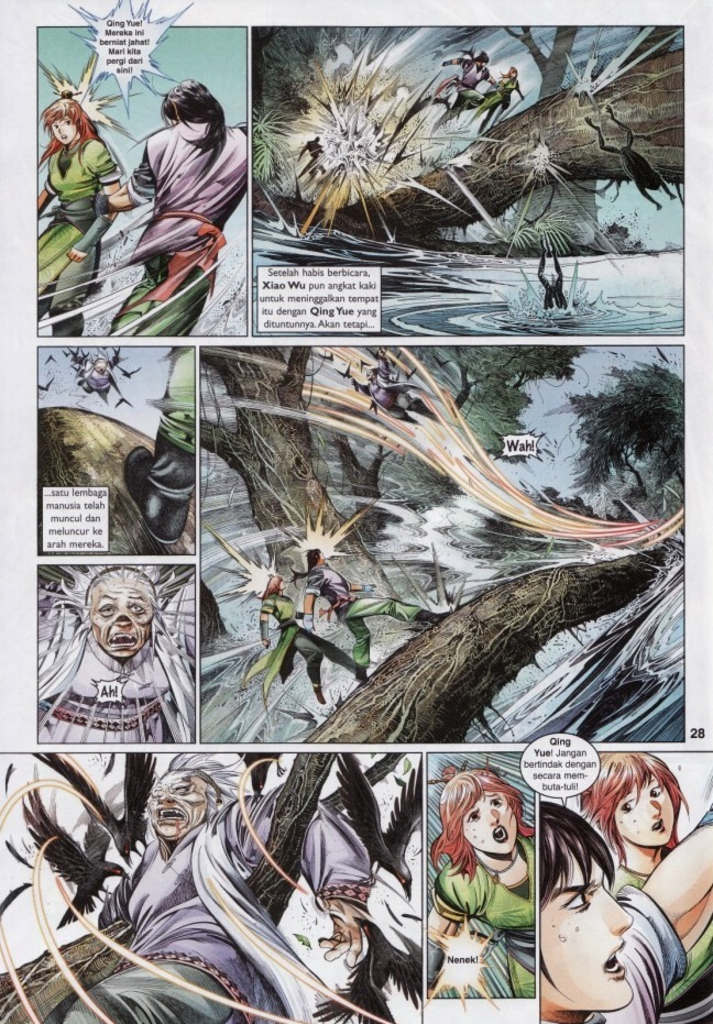 Qing Yue!
Mereka ini
berniat jahat!
Mari kita
pergi dari
sini!
Setelah habis berbicara,
Xiao Wu pun angkat kaki
untuk meninggalkan tempat
itu dengan Qing Yue yang
dituntunnya. Akan tetapi...
...satu lembaga
manusia telah
muncul dan
meluncur ke
arah mereka.
Wah!
Ah!
28
Nenek!
Qing
Yue! Jangan
bertindak dengan
secara mem-
buta-tuli!